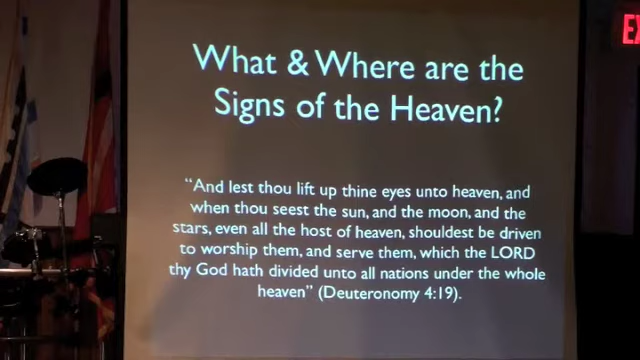 What & Where are the
Signs of the Heaven?
“And lest thou lift up thine eyes unto heaven, and
when thou seest the sun, and the moon, and the
stars, even all the host of heaven, shouldest be driven
to worship them, and serve them, which the LORD
thy God hath divided unto all nations under the whole
heaven” (Deuteronomy 4:19).
EX